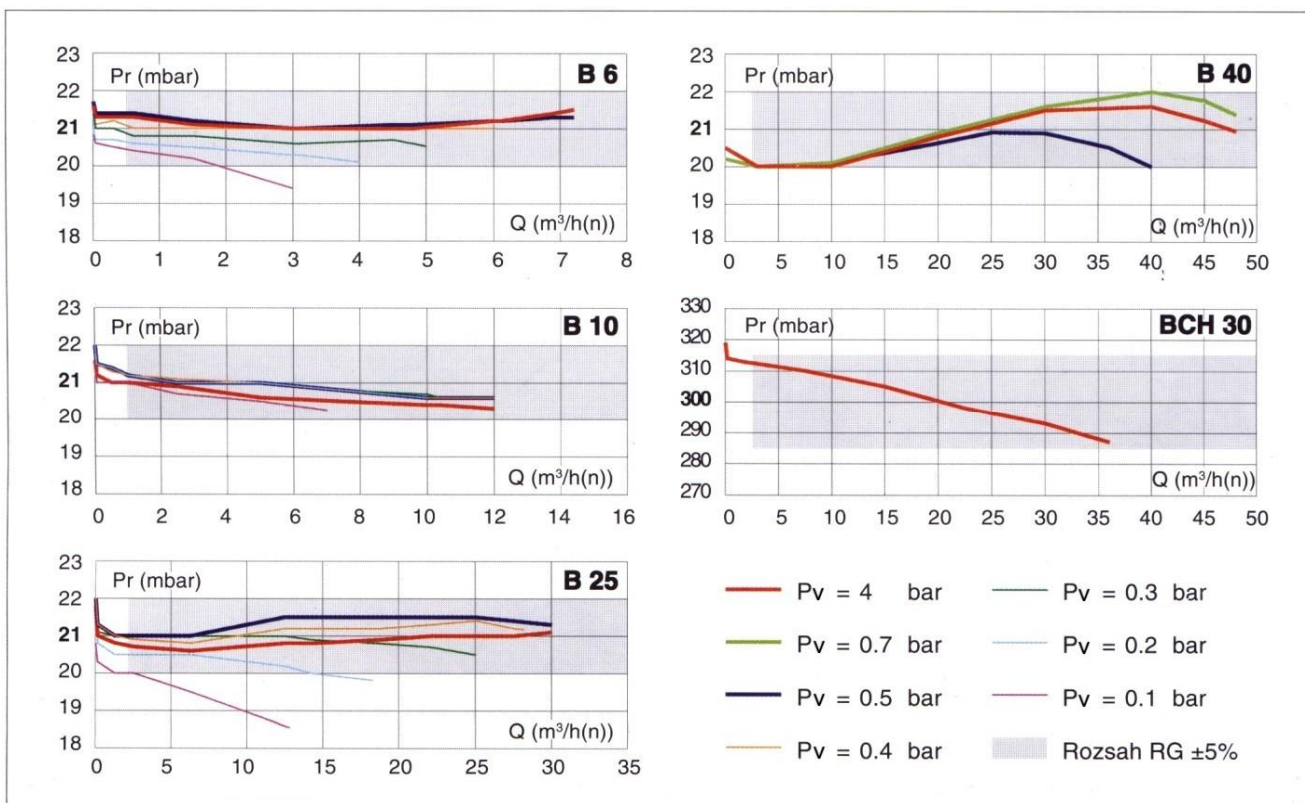 23
22
21
20
19
18
Pr (mbar)
B 6
Q (m³/h(n))
0 1 2 3 4 5 6 7 8
23
22
21
20
19
18
Pr (mbar)
B 40
Q (m³/h(n))
0 5 10 15 20 25 30 35 40 45 50
23
22
21
20
19
18
Pr (mbar)
B 10
Q (m³/h(n))
0 2 4 6 8 10 12 14 16
330
320
310
300
290
280
270
Pr (mbar)
BCH 30
Q (m³/h(n))
0 5 10 15 20 25 30 35 40 45 50
23
22
21
20
19
18
Pr (mbar)
B 25
Q (m³/h(n))
0 5 10 15 20 25 30 35
Pv = 4 bar
Pv = 0.7 bar
Pv = 0.5 bar
Pv = 0.4 bar
Pv = 0.3 bar
Pv = 0.2 bar
Pv = 0.1 bar
Rozsah RG ±5%